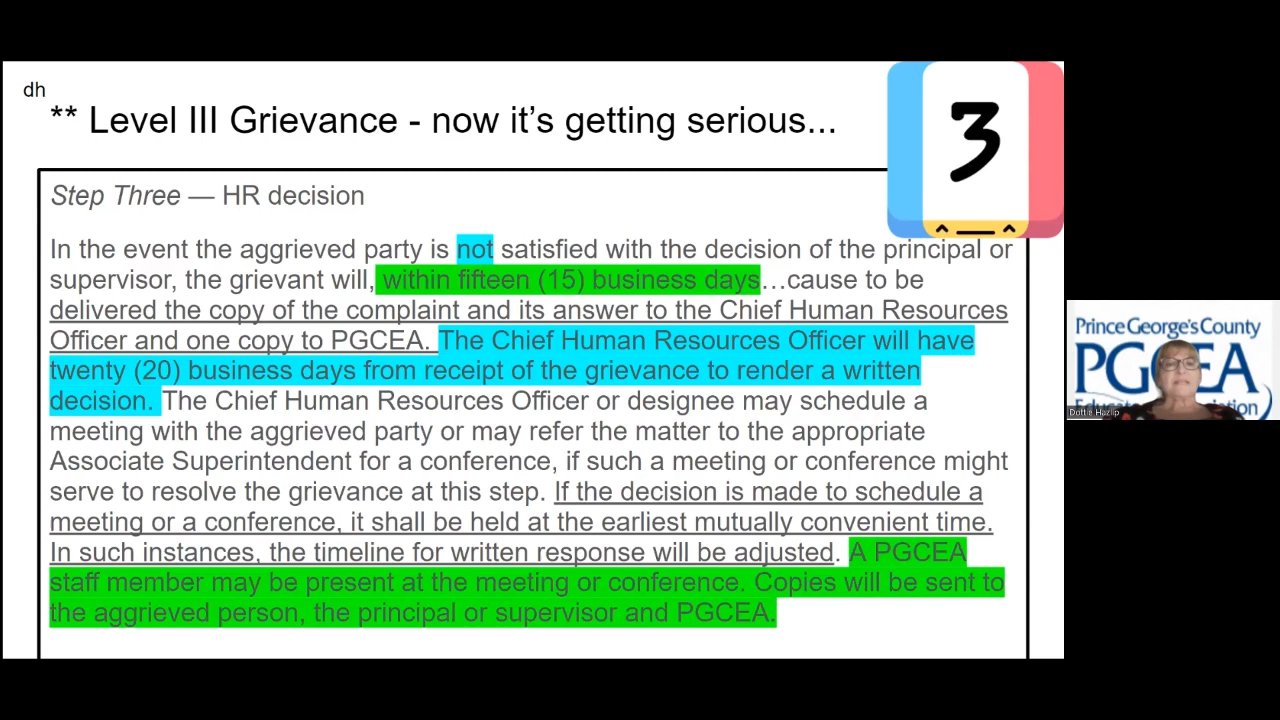 dh
** Level III Grievance - now it’s getting serious...
3
Step Three — HR decision
In the event the aggrieved party is not satisfied with the decision of the principal or
supervisor, the grievant will, within fifteen (15) business days…cause to be
delivered the copy of the complaint and its answer to the Chief Human Resources
Officer and one copy to PGCEA. The Chief Human Resources Officer will have
twenty (20) business days from receipt of the grievance to render a written
decision. The Chief Human Resources Officer or designee may schedule a
meeting with the aggrieved party or may refer the matter to the appropriate
Associate Superintendent for a conference, if such a meeting or conference might
serve to resolve the grievance at this step. If the decision is made to schedule a
meeting or a conference, it shall be held at the earliest mutually convenient time.
In such instances, the timeline for written response will be adjusted. A PGCEA
staff member may be present at the meeting or conference. Copies will be sent to
the aggrieved person, the principal or supervisor and PGCEA.
Prince George's County
PGCEA
Dottie Hazlip